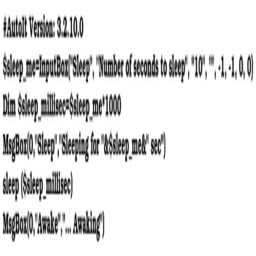 #AutoIt Version: 3.2.10.0
$sleep_me=InputBox("Sleep", "Number of seconds to sleep", "10", "", -1, -1, 0, 0)
Dim $sleep_millisec=$sleep_me*1000
MsgBox(0,"Sleep","Sleeping for "&$sleep_me&" sec")
sleep ($sleep_millisec)
MsgBox(0,"Awake","... Awaking")